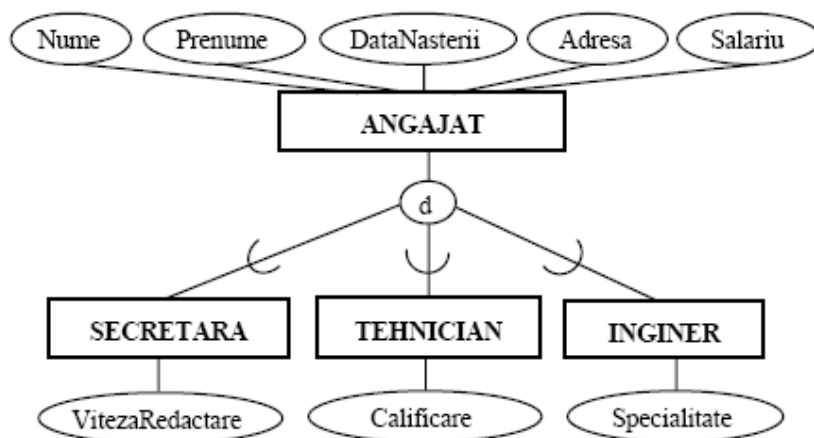 Nume Prenume DataNasterii Adresa Salariu
ANGAJAT
d
SECRETARA TEHNICIAN INGINER
VitezaRedactare Calificare Specialitate